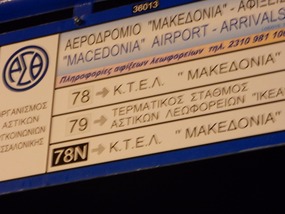 36013
ΑΕΡΟΔΡΟΜΙΟ "ΜΑΚΕΔΟΝΙΑ" - ΑΦΙΞΕΙ
"MACEDONIA" AIRPORT - ARRIVALS
Πληροφορίες αφίξεων λεωφορείων τηλ. 2310 981 10
ΟΑΣΘ
ΟΡΓΑΝΙΣΜΟΣ
ΑΣΤΙΚΩΝ
ΣΥΓΚΟΙΝΩΝΙΩΝ
ΘΕΣΣΑΛΟΝΙΚΗΣ
78 → Κ.Τ.Ε.Λ. "ΜΑΚΕΔΟΝΙΑ"
79 → ΤΕΡΜΑΤΙΚΟΣ ΣΤΑΘΜΟΣ
ΑΣΤΙΚΩΝ ΛΕΩΦΟΡΕΙΩΝ "ΙΚΕΑ
78N → Κ.Τ.Ε.Λ. "ΜΑΚΕΔΟΝΙΑ"